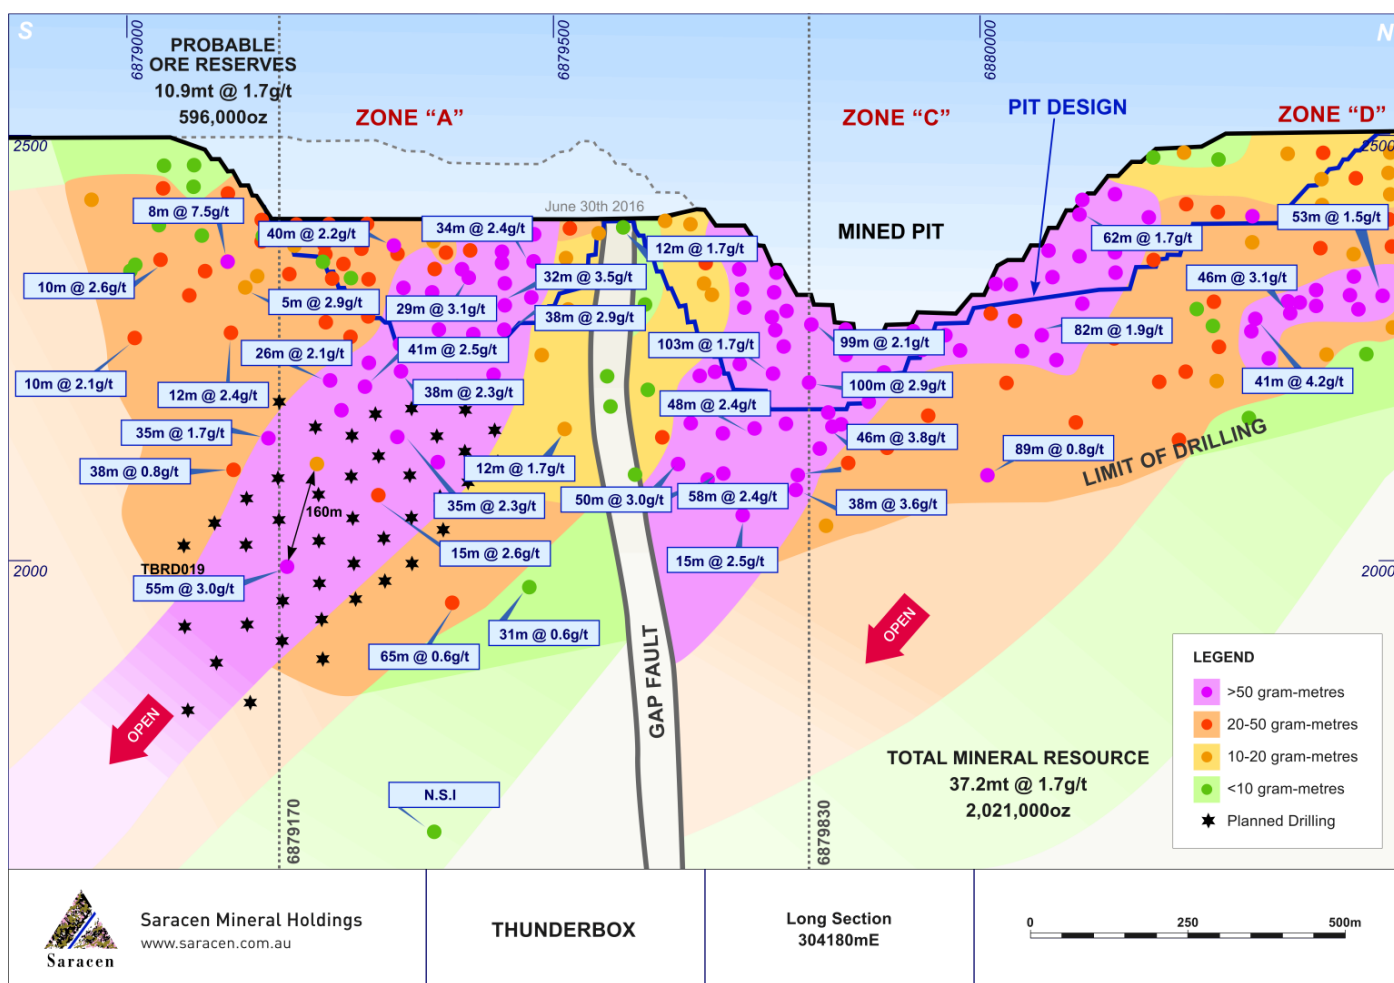 S
N
6879000
6879500
6880000
PROBABLE
ORE RESERVES
10.9mt @ 1.7g/t
596,000oz
ZONE “A”
ZONE “C”
PIT DESIGN
ZONE “D”
2500
2500
June 30th 2016
MINED PIT
8m @ 7.5g/t
40m @ 2.2g/t
34m @ 2.4g/t
12m @ 1.7g/t
62m @ 1.7g/t
53m @ 1.5g/t
10m @ 2.6g/t
5m @ 2.9g/t
29m @ 3.1g/t
32m @ 3.5g/t
38m @ 2.9g/t
46m @ 3.1g/t
26m @ 2.1g/t
41m @ 2.5g/t
103m @ 1.7g/t
99m @ 2.1g/t
82m @ 1.9g/t
10m @ 2.1g/t
12m @ 2.4g/t
38m @ 2.3g/t
48m @ 2.4g/t
100m @ 2.9g/t
41m @ 4.2g/t
35m @ 1.7g/t
46m @ 3.8g/t
38m @ 0.8g/t
12m @ 1.7g/t
89m @ 0.8g/t
LIMIT OF DRILLING
160m
35m @ 2.3g/t
50m @ 3.0g/t
58m @ 2.4g/t
38m @ 3.6g/t
15m @ 2.6g/t
15m @ 2.5g/t
2000
2000
TBRD019
55m @ 3.0g/t
31m @ 0.6g/t
65m @ 0.6g/t
OPEN
OPEN
GAP FAULT
N.S.I
6879170
6879830
TOTAL MINERAL RESOURCE
37.2mt @ 1.7g/t
2,021,000oz
LEGEND
>50 gram-metres
20-50 gram-metres
10-20 gram-metres
<10 gram-metres
Planned Drilling
Saracen
Saracen Mineral Holdings
www.saracen.com.au
THUNDERBOX
Long Section
304180mE
0
250
500m